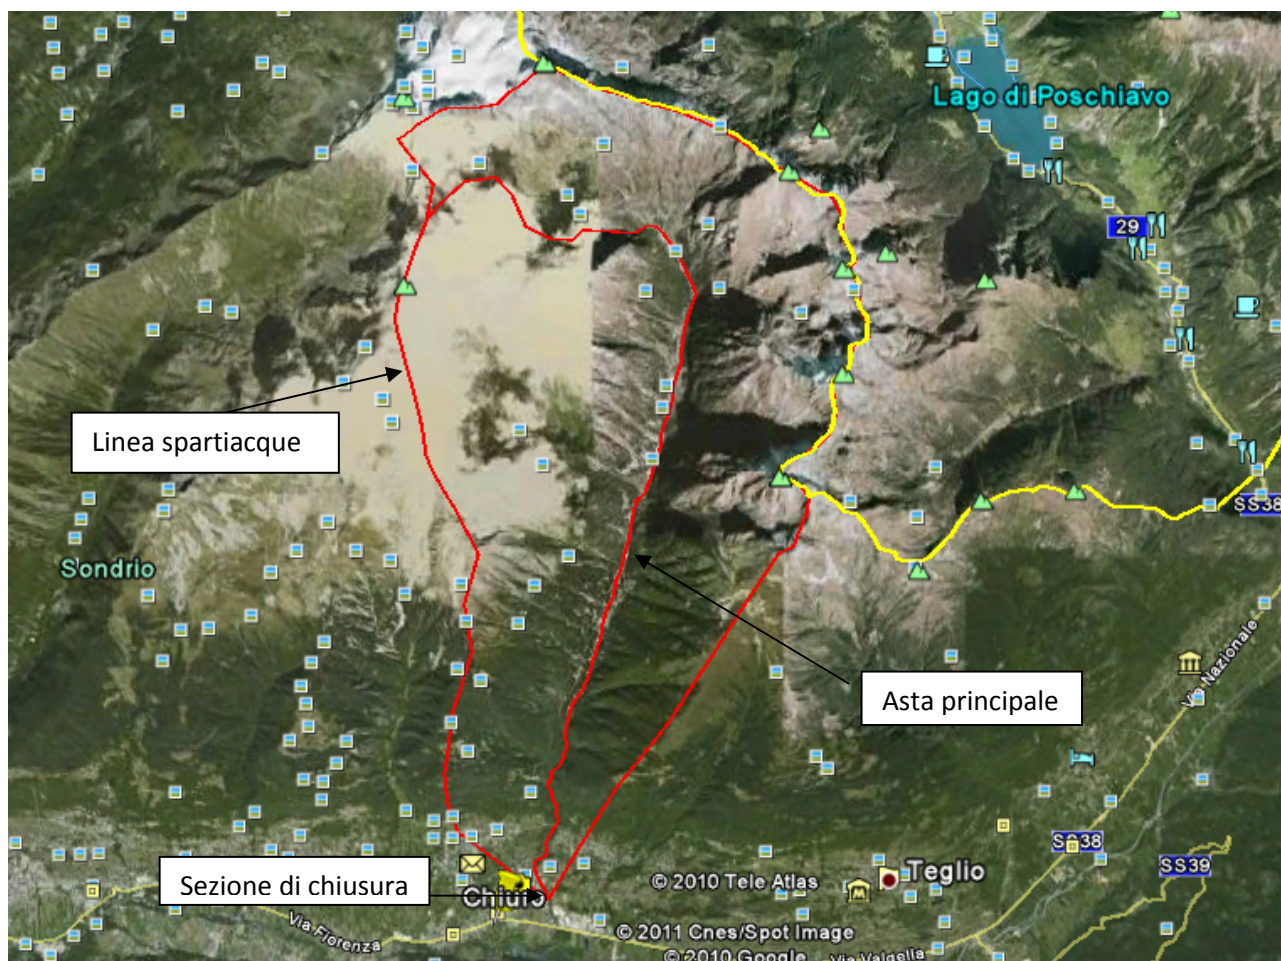 Lago di Poschiavo
29
Linea spartiacque
SS38
Sondrio
Via Nazionale
Asta principale
SS38
SS39
Sezione di chiusura
Chiuro
Teglio
© 2010 Tele Atlas
Via Fiorenza
© 2011 Cnes/Spot Image
© 2010 Google
Via Valgella